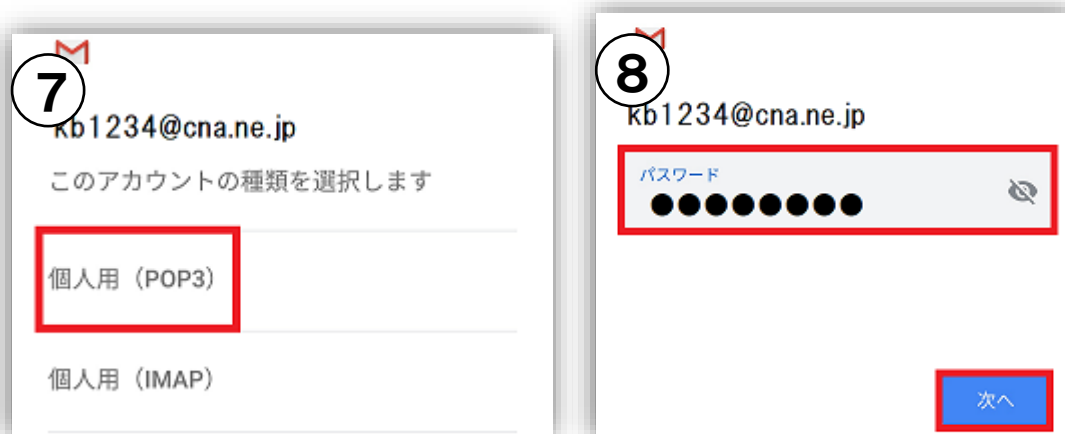 ⑦
kb1234@cna.ne.jp
このアカウントの種類を選択します
個人用（POP3）
個人用（IMAP）
⑧
kb1234@cna.ne.jp
パスワード
●●●●●●●●
次へ